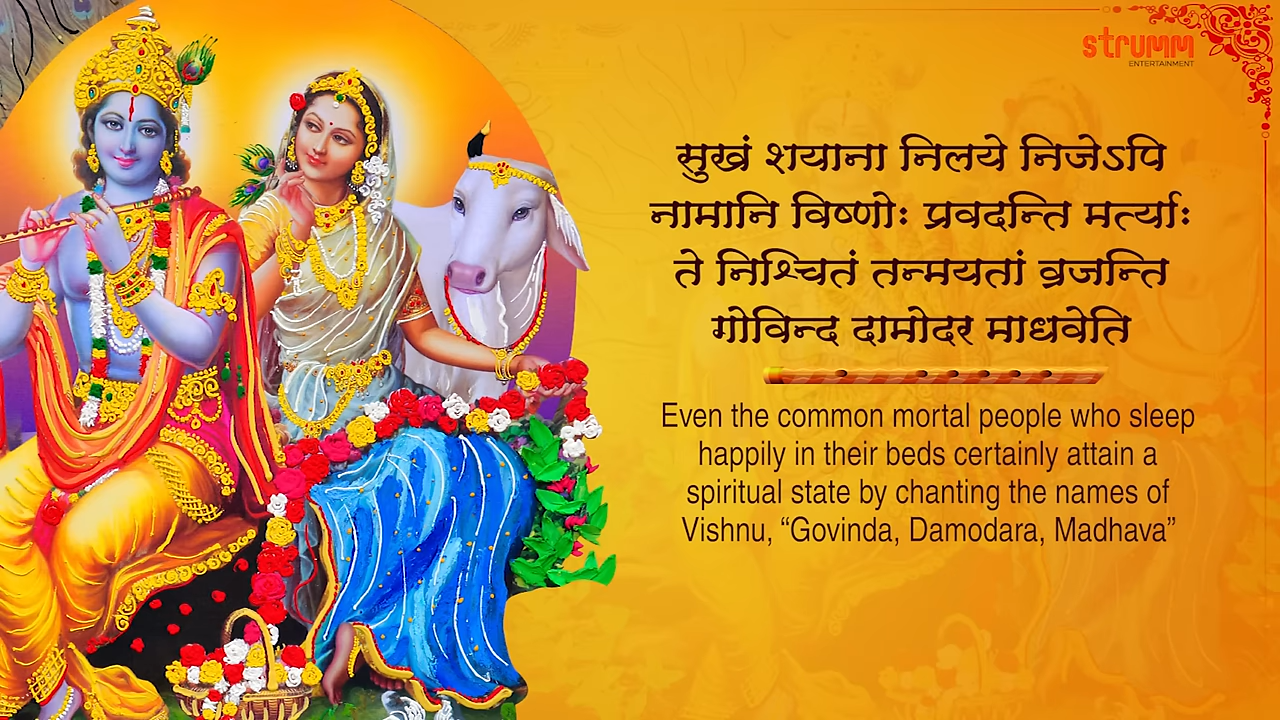 strumm
ENTERTAINMENT
सुखं शयाना निलये निजेऽपि
नामानि विष्णोः प्रवदन्ति मर्त्याः
ते निश्चितं तन्मयतां व्रजन्ति
गोविन्द दामोदर माधवेति
Even the common mortal people who sleep
happily in their beds certainly attain a
spiritual state by chanting the names of
Vishnu, “Govinda, Damodara, Madhava”